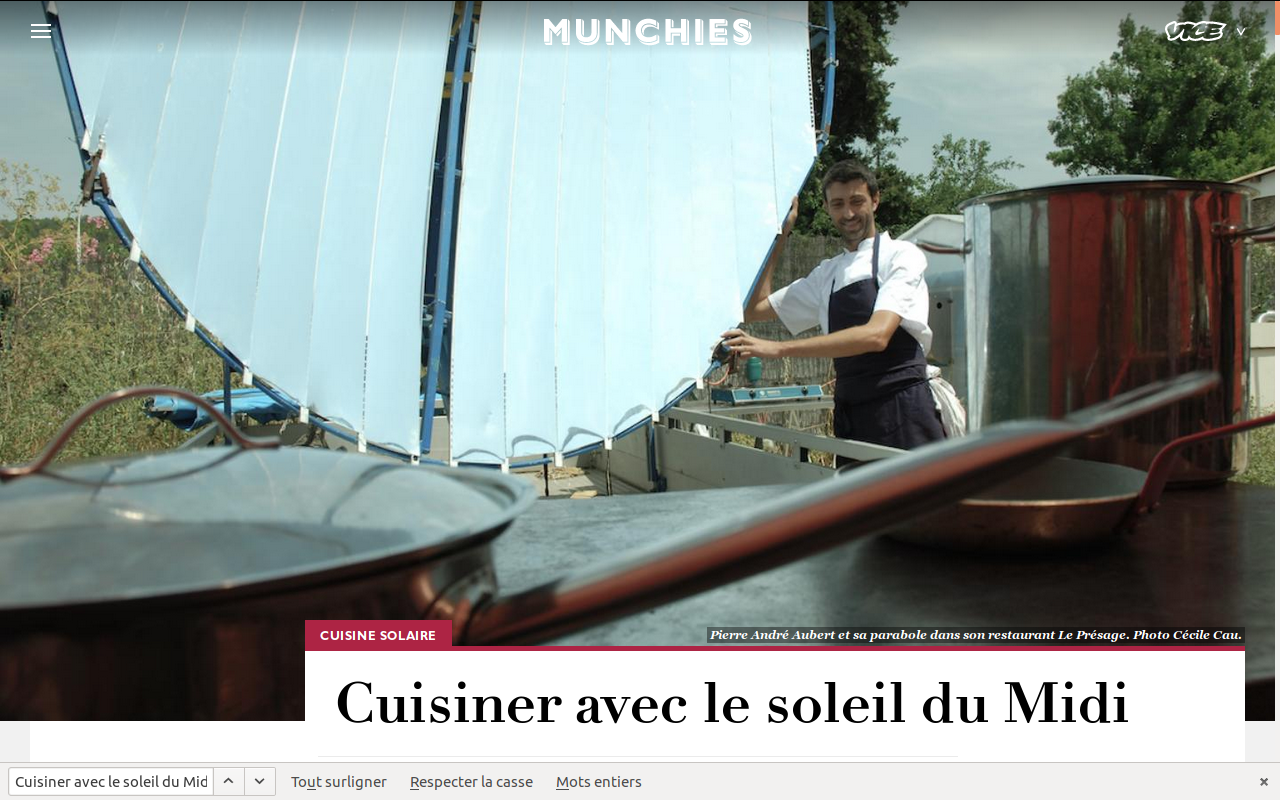 MUNCHIES
VICE
CUISINE SOLAIRE
Pierre André Aubert et sa parabole dans son restaurant Le Présage. Photo Cécile Cau.
Cuisiner avec le soleil du Midi
Cuisiner avec le soleil du Mid
Tout surligner Respecter la casse Mots entiers